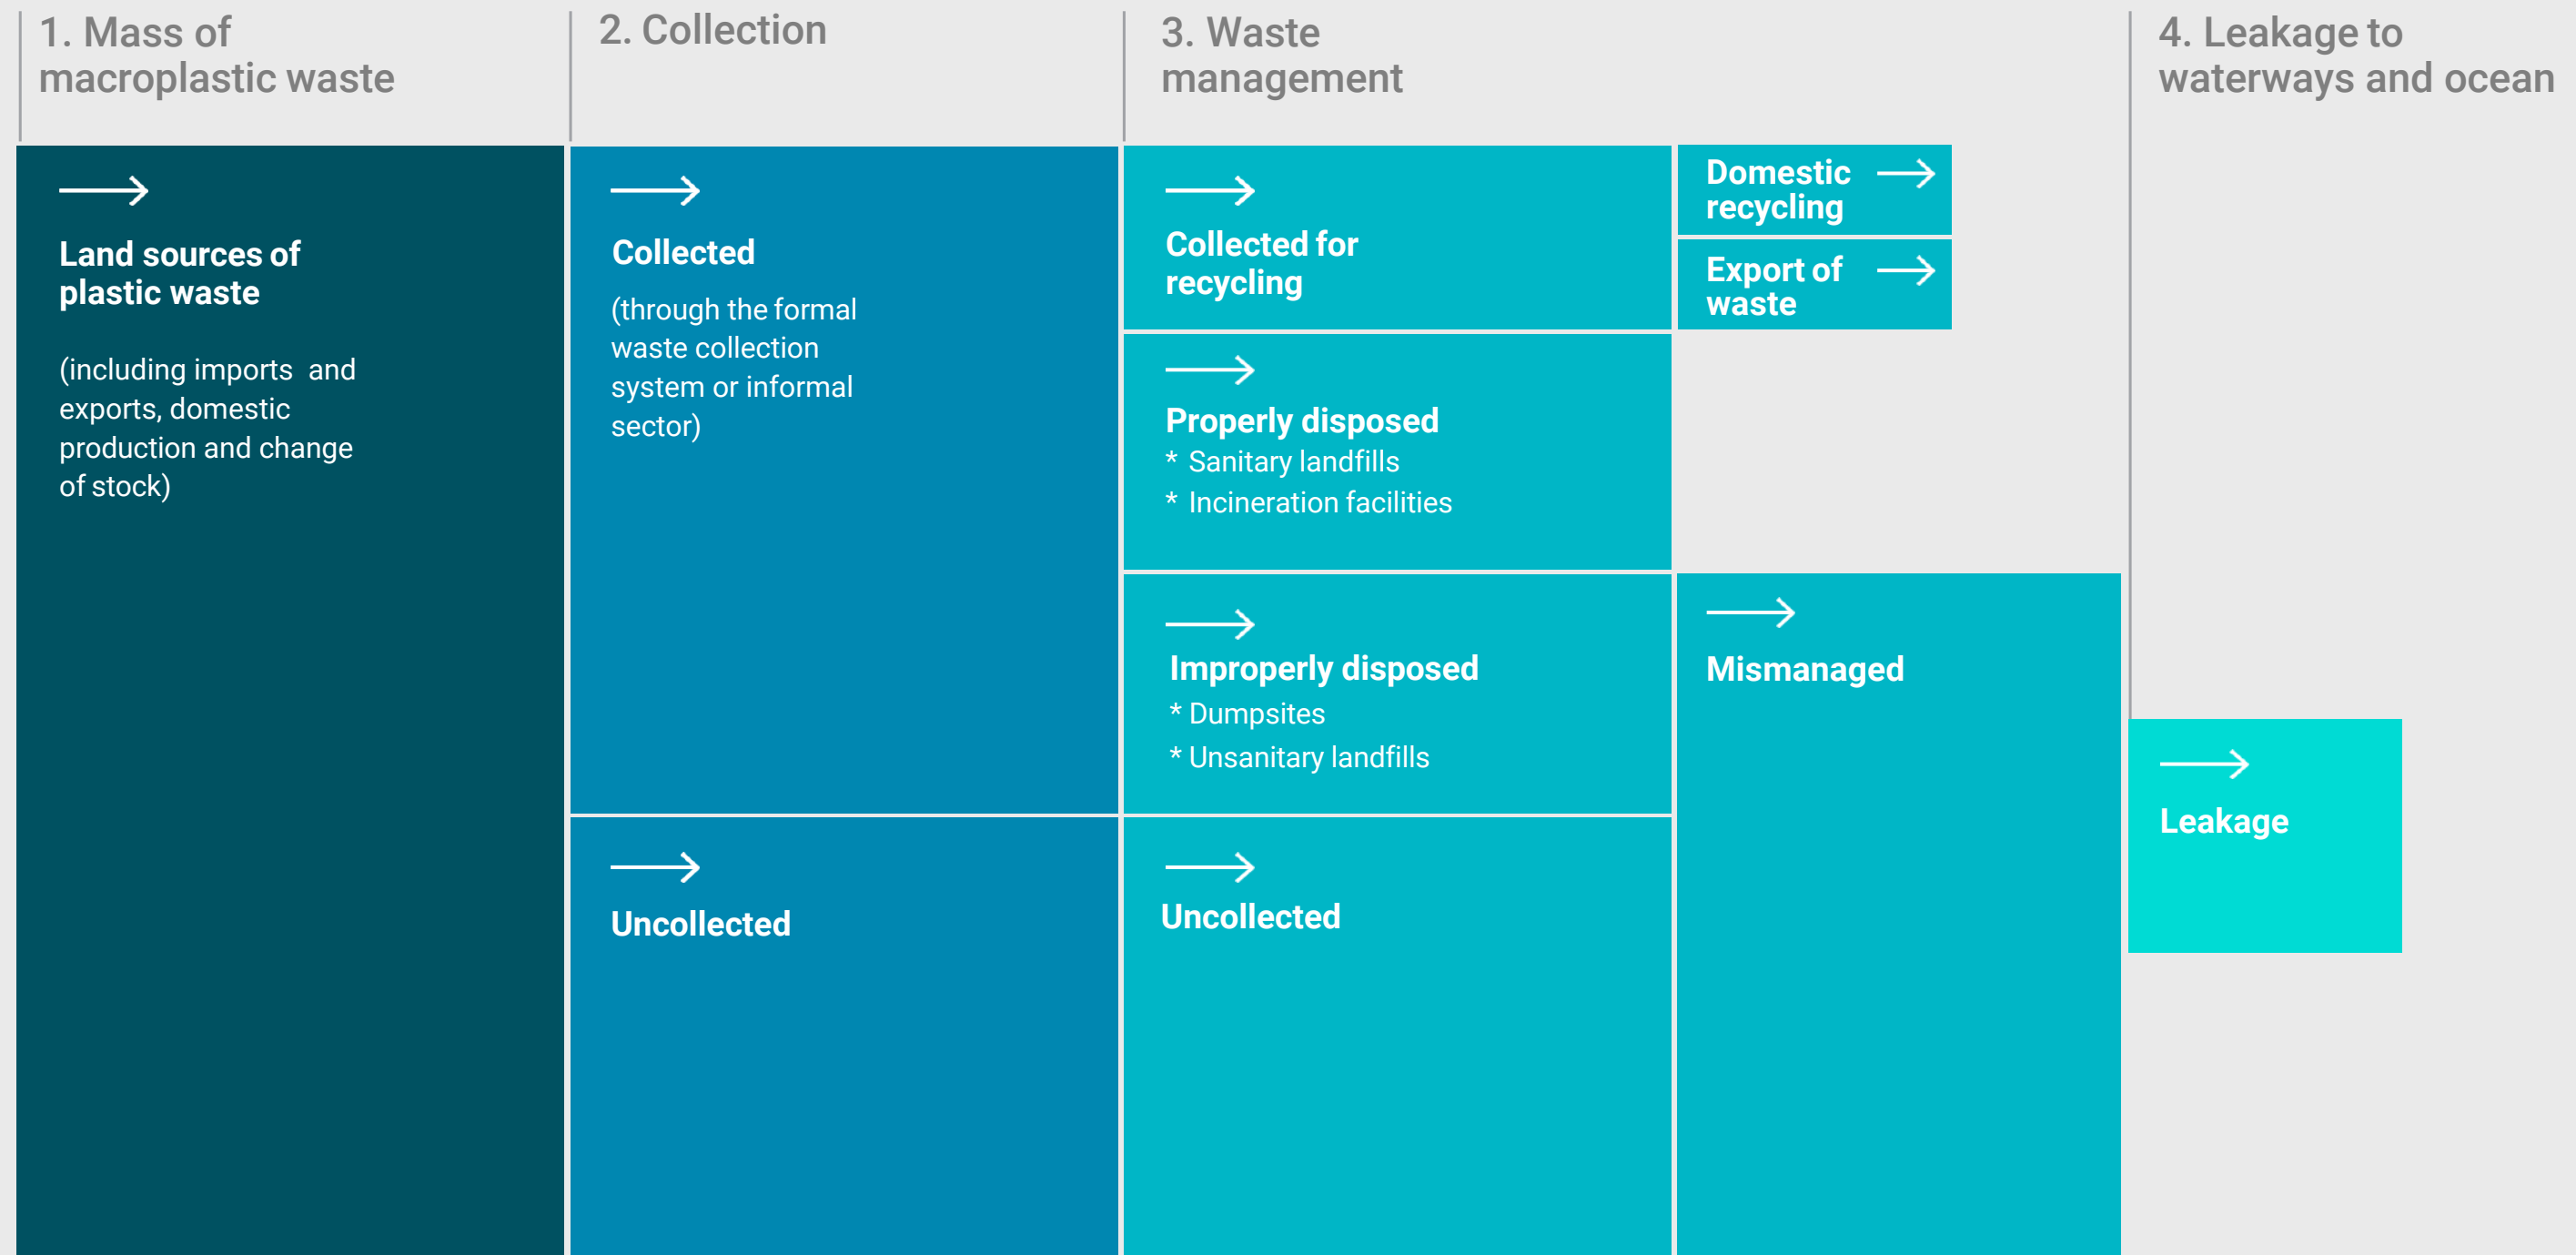 1. Mass of
macroplastic waste
2. Collection
3. Waste
management
4. Leakage to
waterways and ocean
Land sources of
plastic waste
(including imports and
exports, domestic
production and change
of stock)
Collected
(through the formal
waste collection
system or informal
sector)
Uncollected
Collected for
recycling
Domestic
recycling
Export of
waste
Properly disposed
* Sanitary landfills
* Incineration facilities
Improperly disposed
* Dumpsites
* Unsanitary landfills
Uncollected
Mismanaged
Leakage